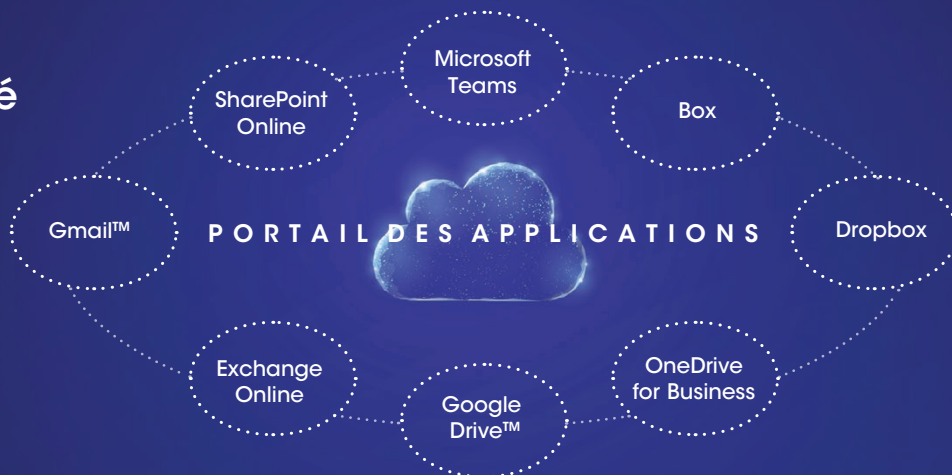 é
Microsoft
Teams
SharePoint
Online
Box
Gmail™
PORTAIL DES APPLICATIONS
Dropbox
Exchange
Online
OneDrive
for Business
Google
Drive™